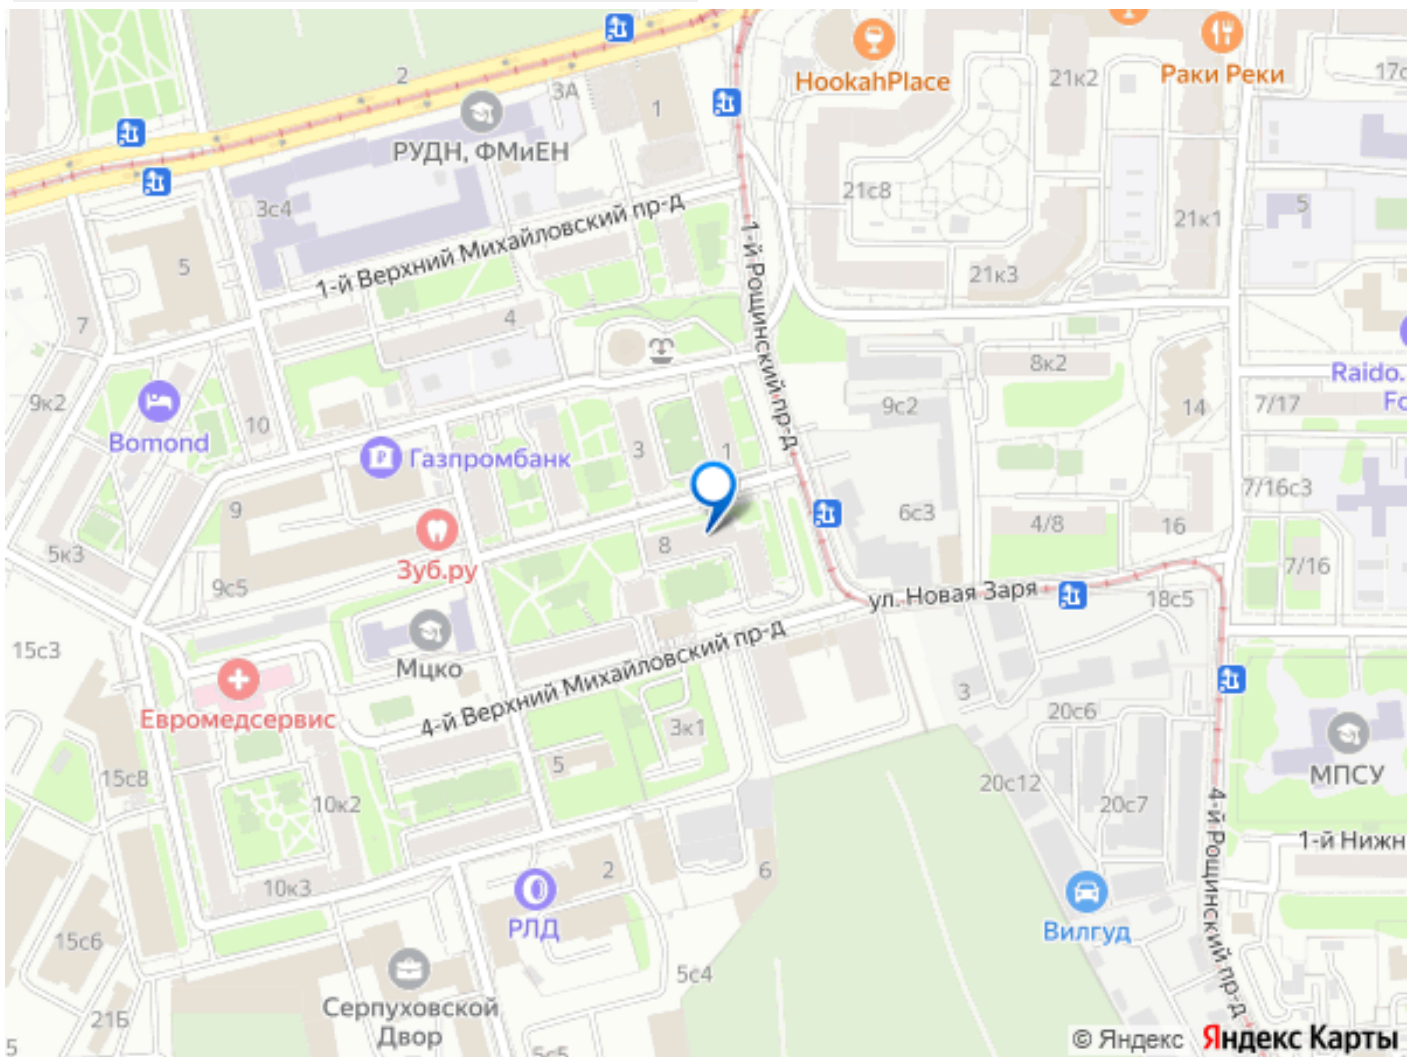 HookahPlace
Раки Реки
21к2
17с
2
3А
1
РУДН, ФМиЕН
21с8
5
3с4
21к1
1-й Верхний Михайловский пр-д
1-й Рощинский пр-д
5
21к3
7
4
8к2
Raido.
Fo
9к2
Bomond
10
9с2
14
7/17
Газпромбанк
3
1
7/16с3
9
6с3
4/8
16
5к3
Зуб.ру
8
7/16
9с5
ул. Новая Заря
18с5
15с3
Мцко
4-й Верхний Михайловский пр-д
Евромедсервис
3
20с6
3к1
МПСУ
15с8
5
10к2
20с12
20с7
4-й Рощинский пр-д
1-й Нижн
10к3
2
6
РЛД
Вилгуд
15с6
5с4
Серпуховской
Двор
21Б
5с5
© Яндекс Яндекс Карты